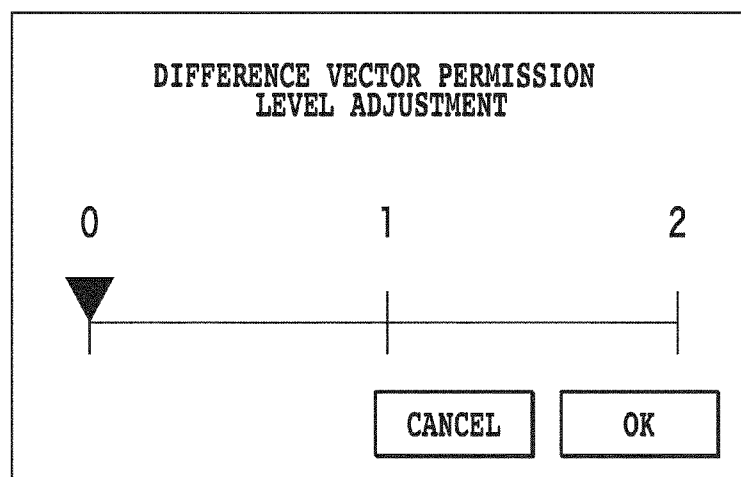 DIFFERENCE VECTOR PERMISSION
LEVEL ADJUSTMENT
0 1 2
CANCEL OK